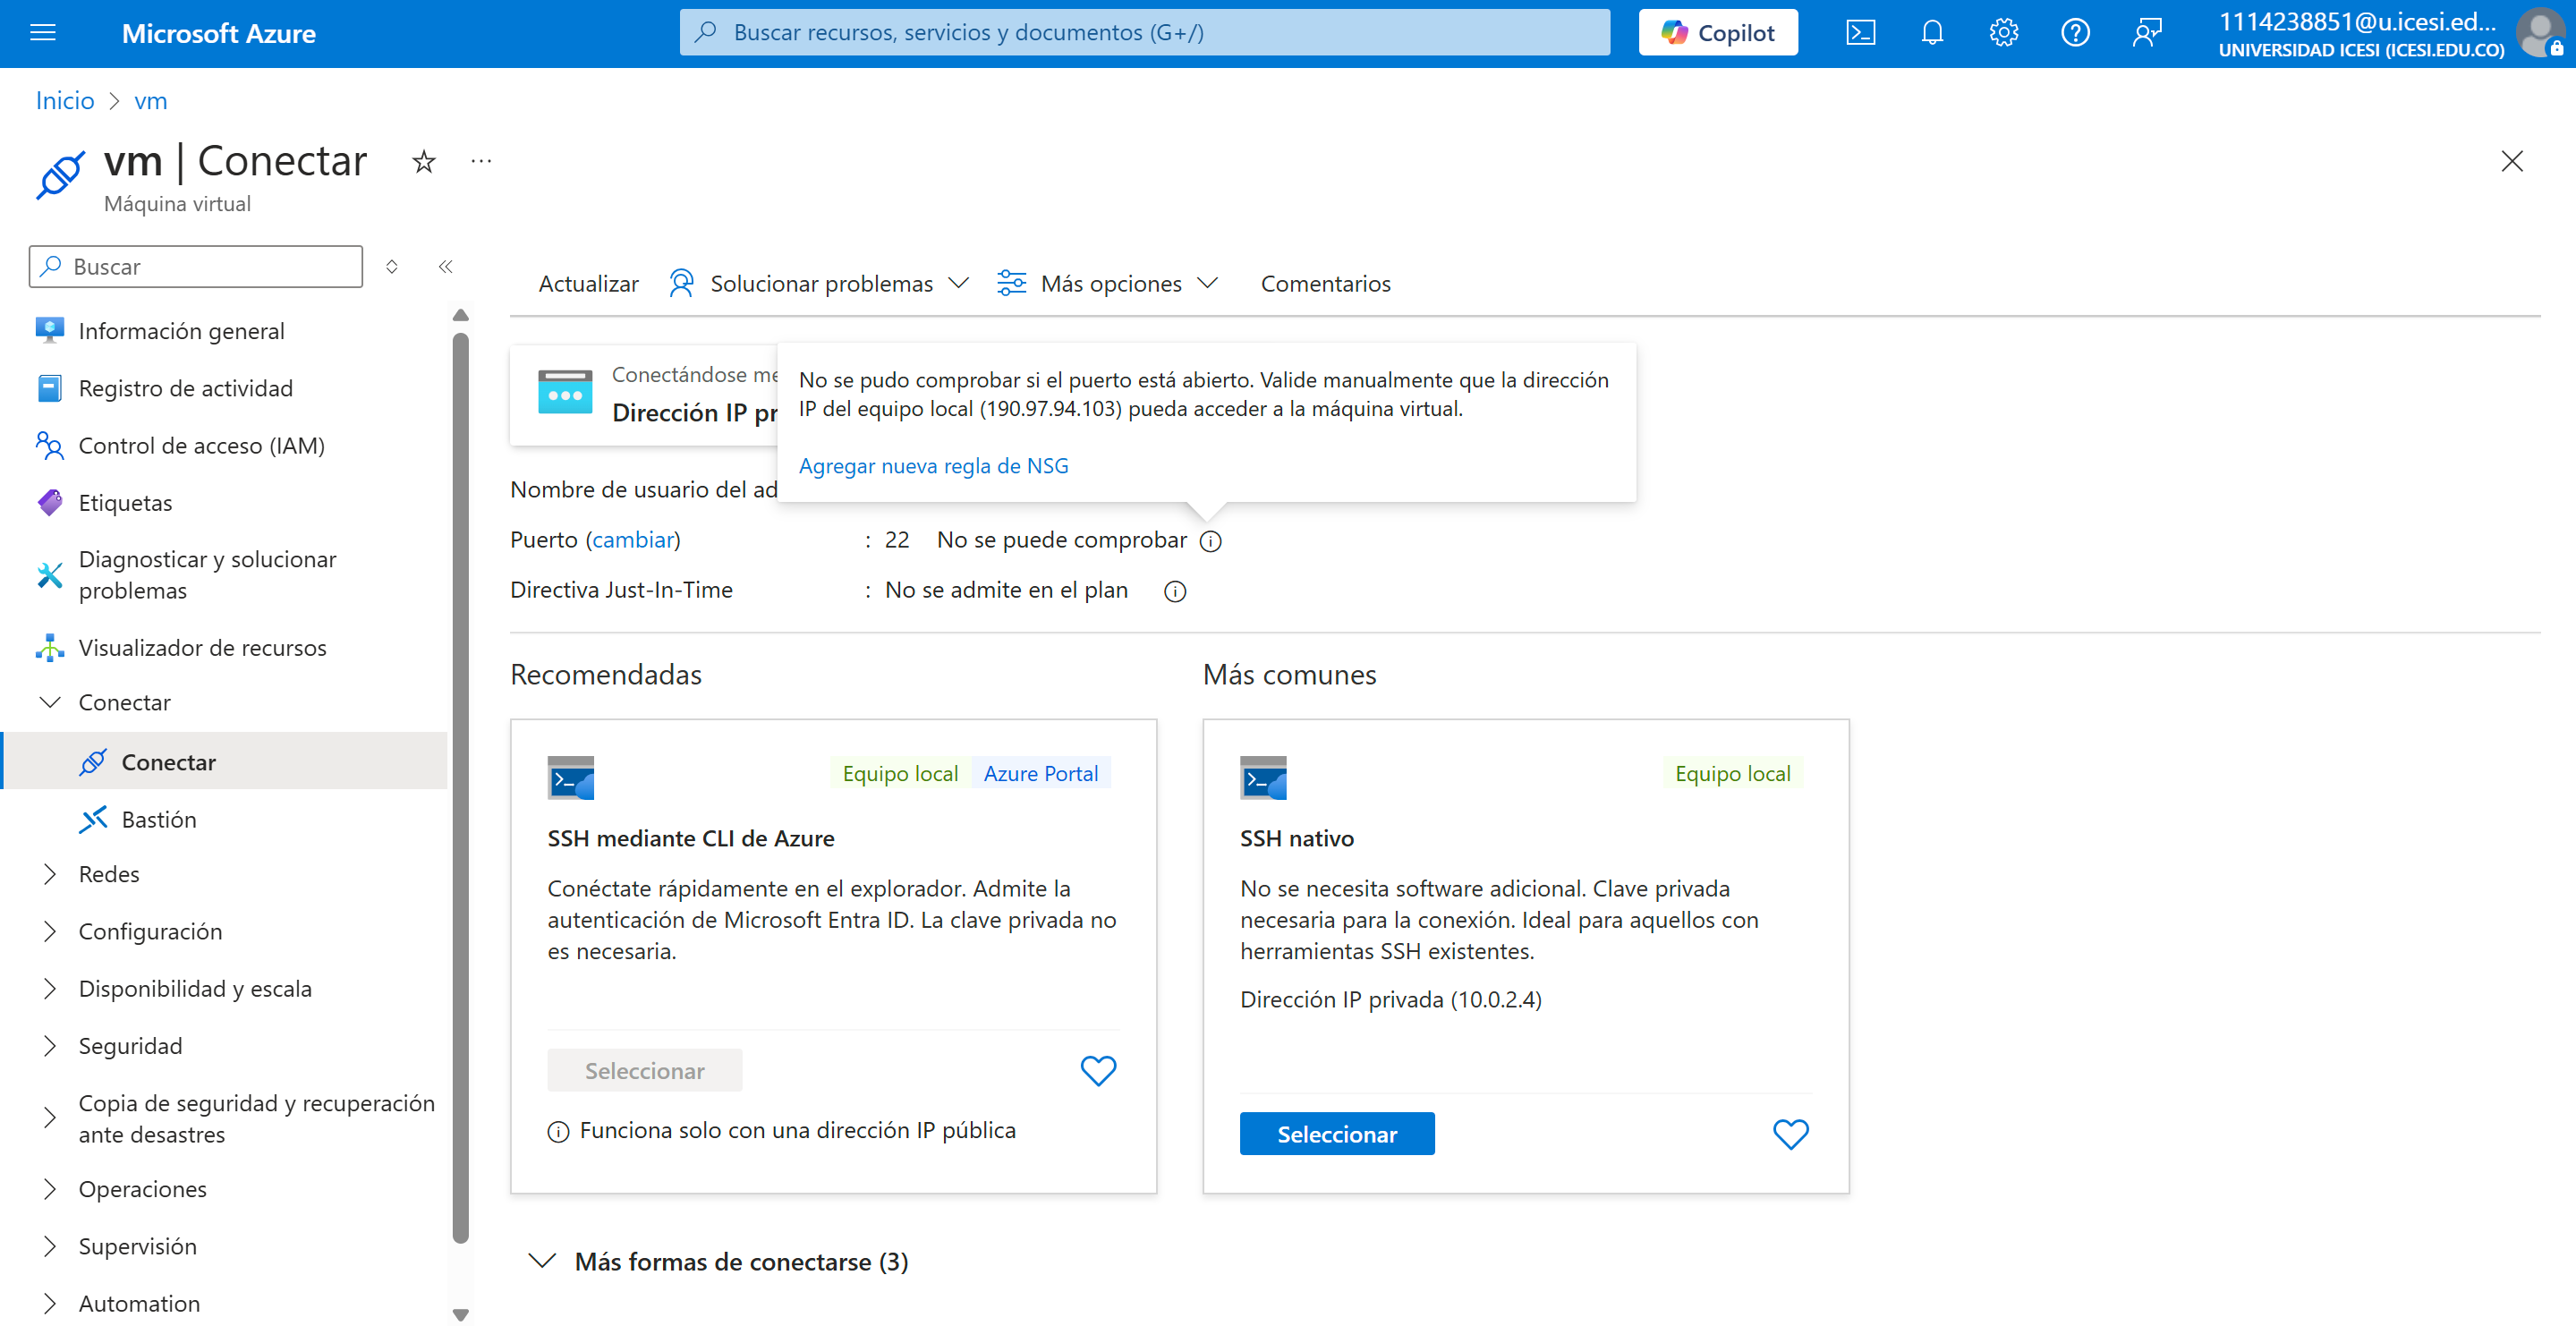 Microsoft Azure
Buscar recursos, servicios y documentos (G+/)
Copilot
1114238851@u.icesi.ed...
UNIVERSIDAD ICESI (ICESI.EDU.CO)
Inicio > vm
vm | Conectar
Máquina virtual
Buscar
Información general
Registro de actividad
Control de acceso (IAM)
Etiquetas
Diagnosticar y solucionar
problemas
Visualizador de recursos
Conectar
Conectar
Bastión
Redes
Configuración
Disponibilidad y escala
Seguridad
Copia de seguridad y recuperación
ante desastres
Operaciones
Supervisión
Automation
Actualizar Solucionar problemas Más opciones Comentarios
Conectándose me
Dirección IP pr
No se pudo comprobar si el puerto está abierto. Valide manualmente que la dirección
IP del equipo local (190.97.94.103) pueda acceder a la máquina virtual.
Agregar nueva regla de NSG
Nombre de usuario del ad
Puerto (cambiar) : 22 No se puede comprobar
Directiva Just-In-Time : No se admite en el plan
Recomendadas
Equipo local Azure Portal
SSH mediante CLI de Azure
Conéctate rápidamente en el explorador. Admite la
autenticación de Microsoft Entra ID. La clave privada no
es necesaria.
Seleccionar
Funciona solo con una dirección IP pública
Más comunes
Equipo local
SSH nativo
No se necesita software adicional. Clave privada
necesaria para la conexión. Ideal para aquellos con
herramientas SSH existentes.
Dirección IP privada (10.0.2.4)
Seleccionar
Más formas de conectarse (3)